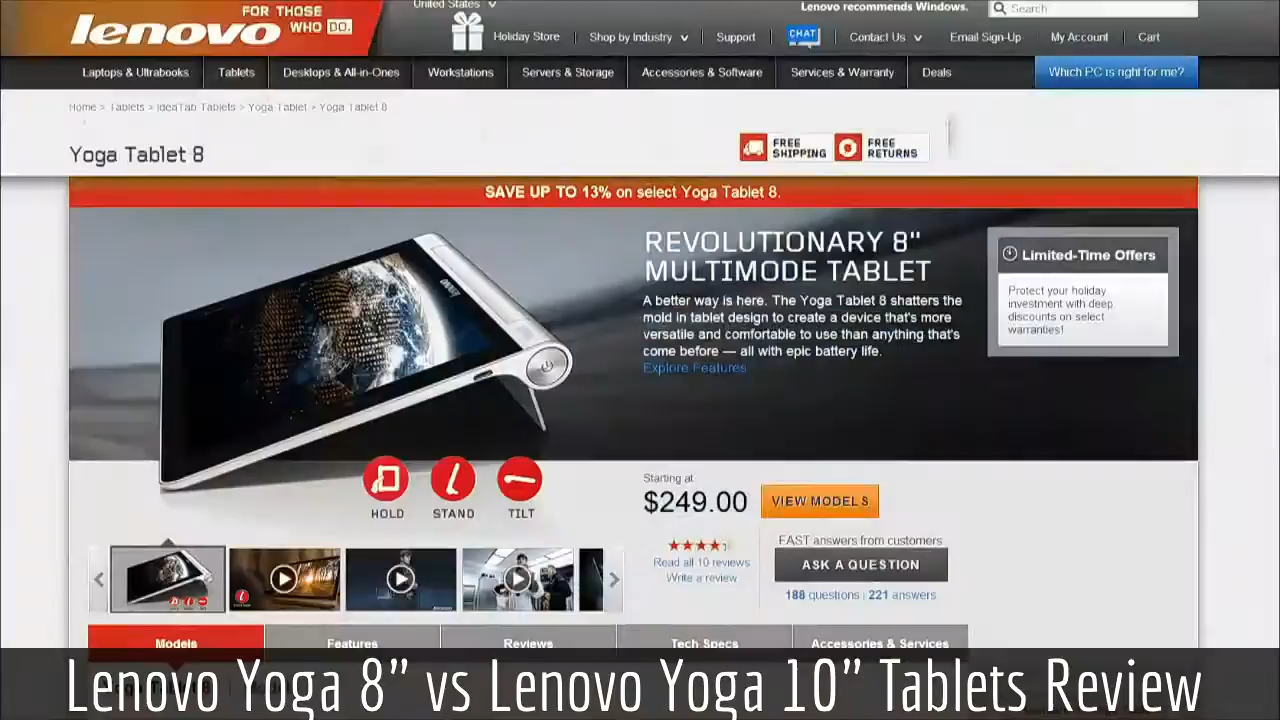 United States
Lenovo recommends Windows.
Search
FOR THOSE
WHO DO.
lenovo
Holiday Store
Shop by Industry
Support
CHAT
Contact Us
Email Sign-Up
My Account
Cart
Laptops & Ultrabooks
Tablets
Desktops & All-in-Ones
Workstations
Servers & Storage
Accessories & Software
Services & Warranty
Deals
Which PC is right for me?
Home > Tablets > IdeaTab Tablets > Yoga Tablet > Yoga Tablet 8
Yoga Tablet 8
FREE
SHIPPING
FREE
RETURNS
SAVE UP TO 13% on select Yoga Tablet 8.
REVOLUTIONARY 8"
MULTIMODE TABLET
A better way is here. The Yoga Tablet 8 shatters the
mold in tablet design to create a device that's more
versatile and comfortable to use than anything that's
come before — all with epic battery life.
Explore Features
Limited-Time Offers
Protect your holiday
investment with deep
discounts on select
warranties!
lenovo
HOLD
STAND
TILT
Starting at
$249.00
VIEW MODELS
Read all 10 reviews
Write a review
FAST answers from customers
ASK A QUESTION
188 questions | 221 answers
Models
Features
Reviews
Tech Specs
Accessories & Services
Lenovo Yoga 8” vs Lenovo Yoga 10” Tablets Review